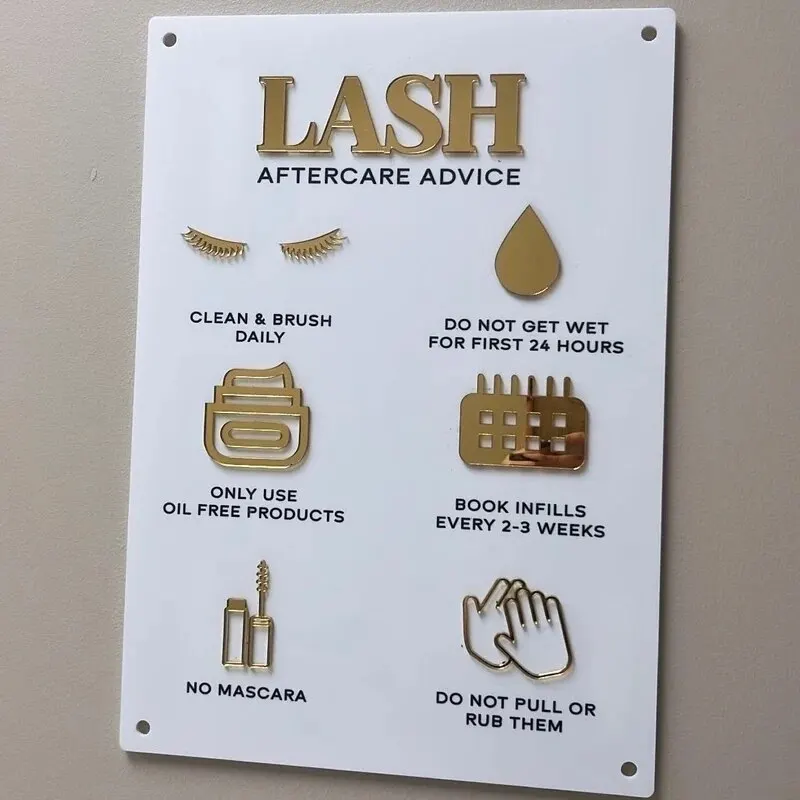 LASH
AFTERCARE ADVICE
CLEAN & BRUSH
DAILY
DO NOT GET WET
FOR FIRST 24 HOURS
ONLY USE
OIL FREE PRODUCTS
BOOK INFILLS
EVERY 2-3 WEEKS
NO MASCARA
DO NOT PULL OR
RUB THEM